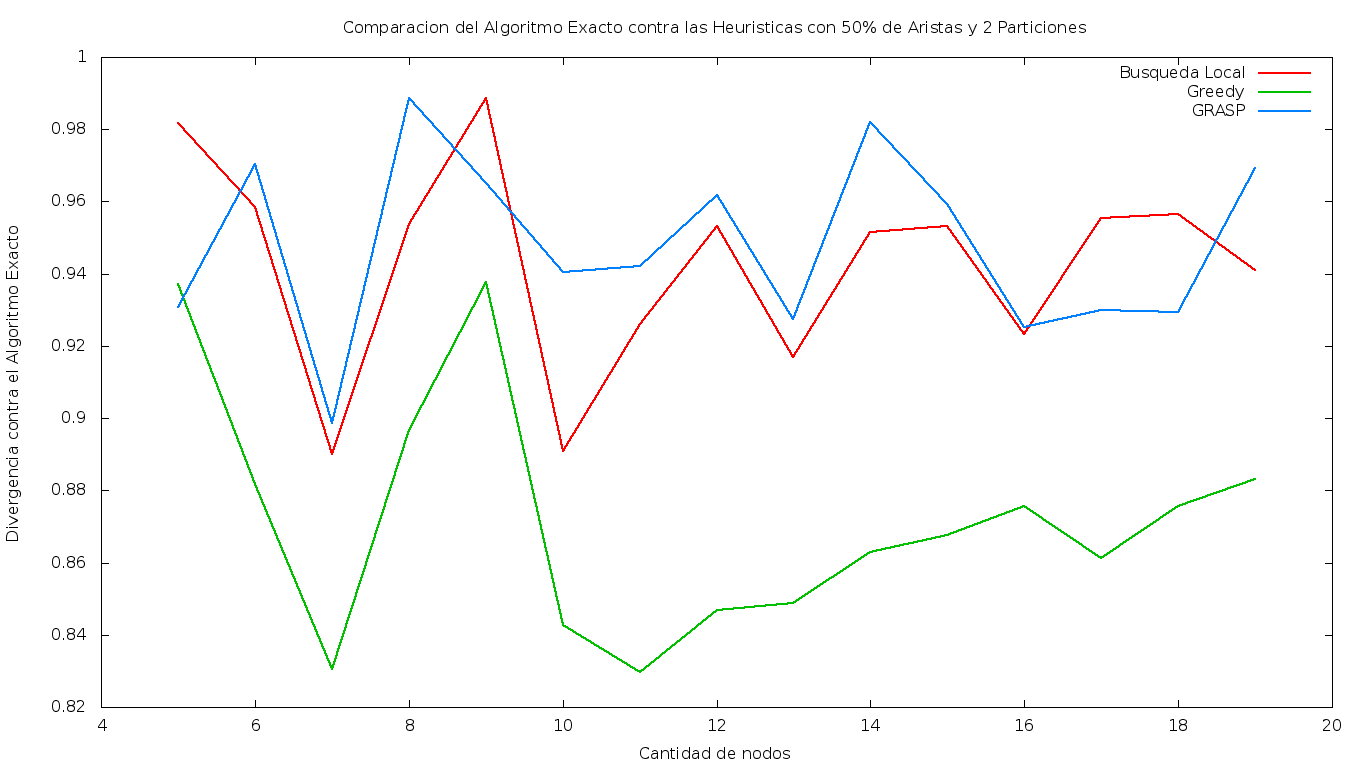 Comparacion del Algoritmo Exacto contra las Heuristicas con 50% de Aristas y 2 Particiones
Busqueda Local
Greedy
GRASP
Divergencia contra el Algoritmo Exacto
1
0.98
0.96
0.94
0.92
0.9
0.88
0.86
0.84
0.82
4 6 8 10 12 14 16 18 20
Cantidad de nodos